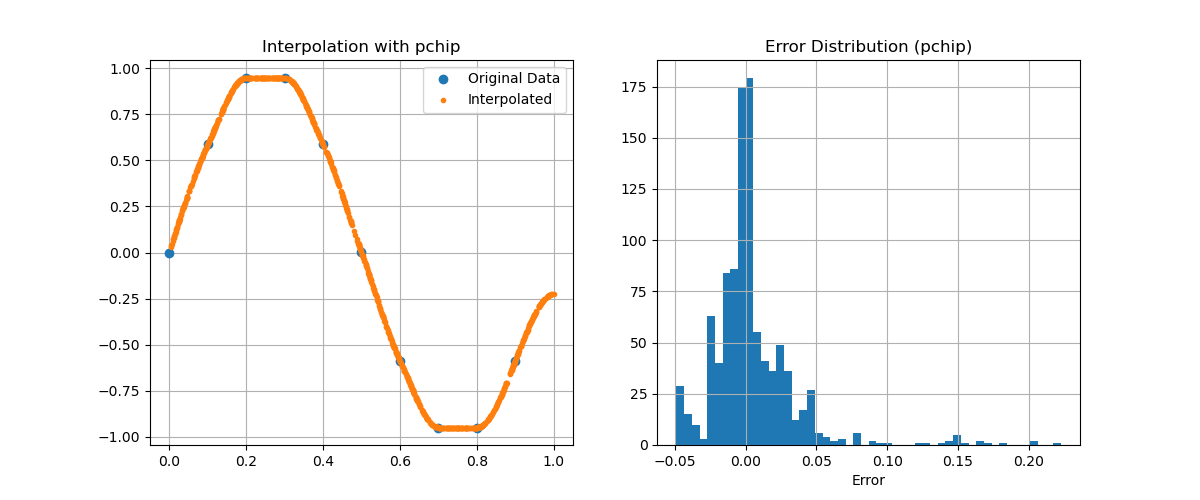 Interpolation with pchip
Original Data
Interpolated
1.00
0.75
0.50
0.25
0.00
−0.25
−0.50
−0.75
−1.00
0.0 0.2 0.4 0.6 0.8 1.0
Error Distribution (pchip)
175
150
125
100
75
50
25
0
−0.05 0.00 0.05 0.10 0.15 0.20
Error